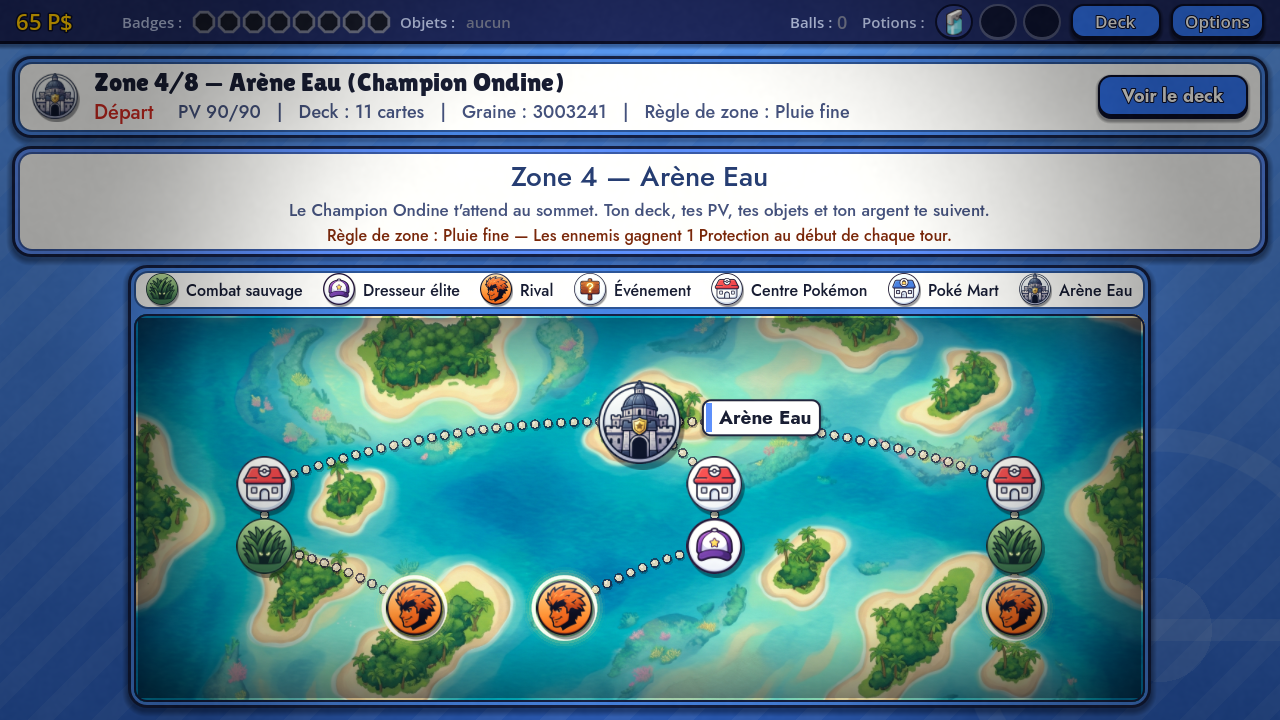 65 P$ Badges : Objets : aucun Balls : 0 Potions : Deck Options
Zone 4/8 — Arène Eau (Champion Ondine)
Départ PV 90/90 | Deck : 11 cartes | Graine : 3003241 | Règle de zone : Pluie fine
Voir le deck
Zone 4 — Arène Eau
Le Champion Ondine t'attend au sommet. Ton deck, tes PV, tes objets et ton argent te suivent.
Règle de zone : Pluie fine — Les ennemis gagnent 1 Protection au début de chaque tour.
Combat sauvage Dresseur élite Rival Événement Centre Pokémon Poké Mart Arène Eau
Arène Eau